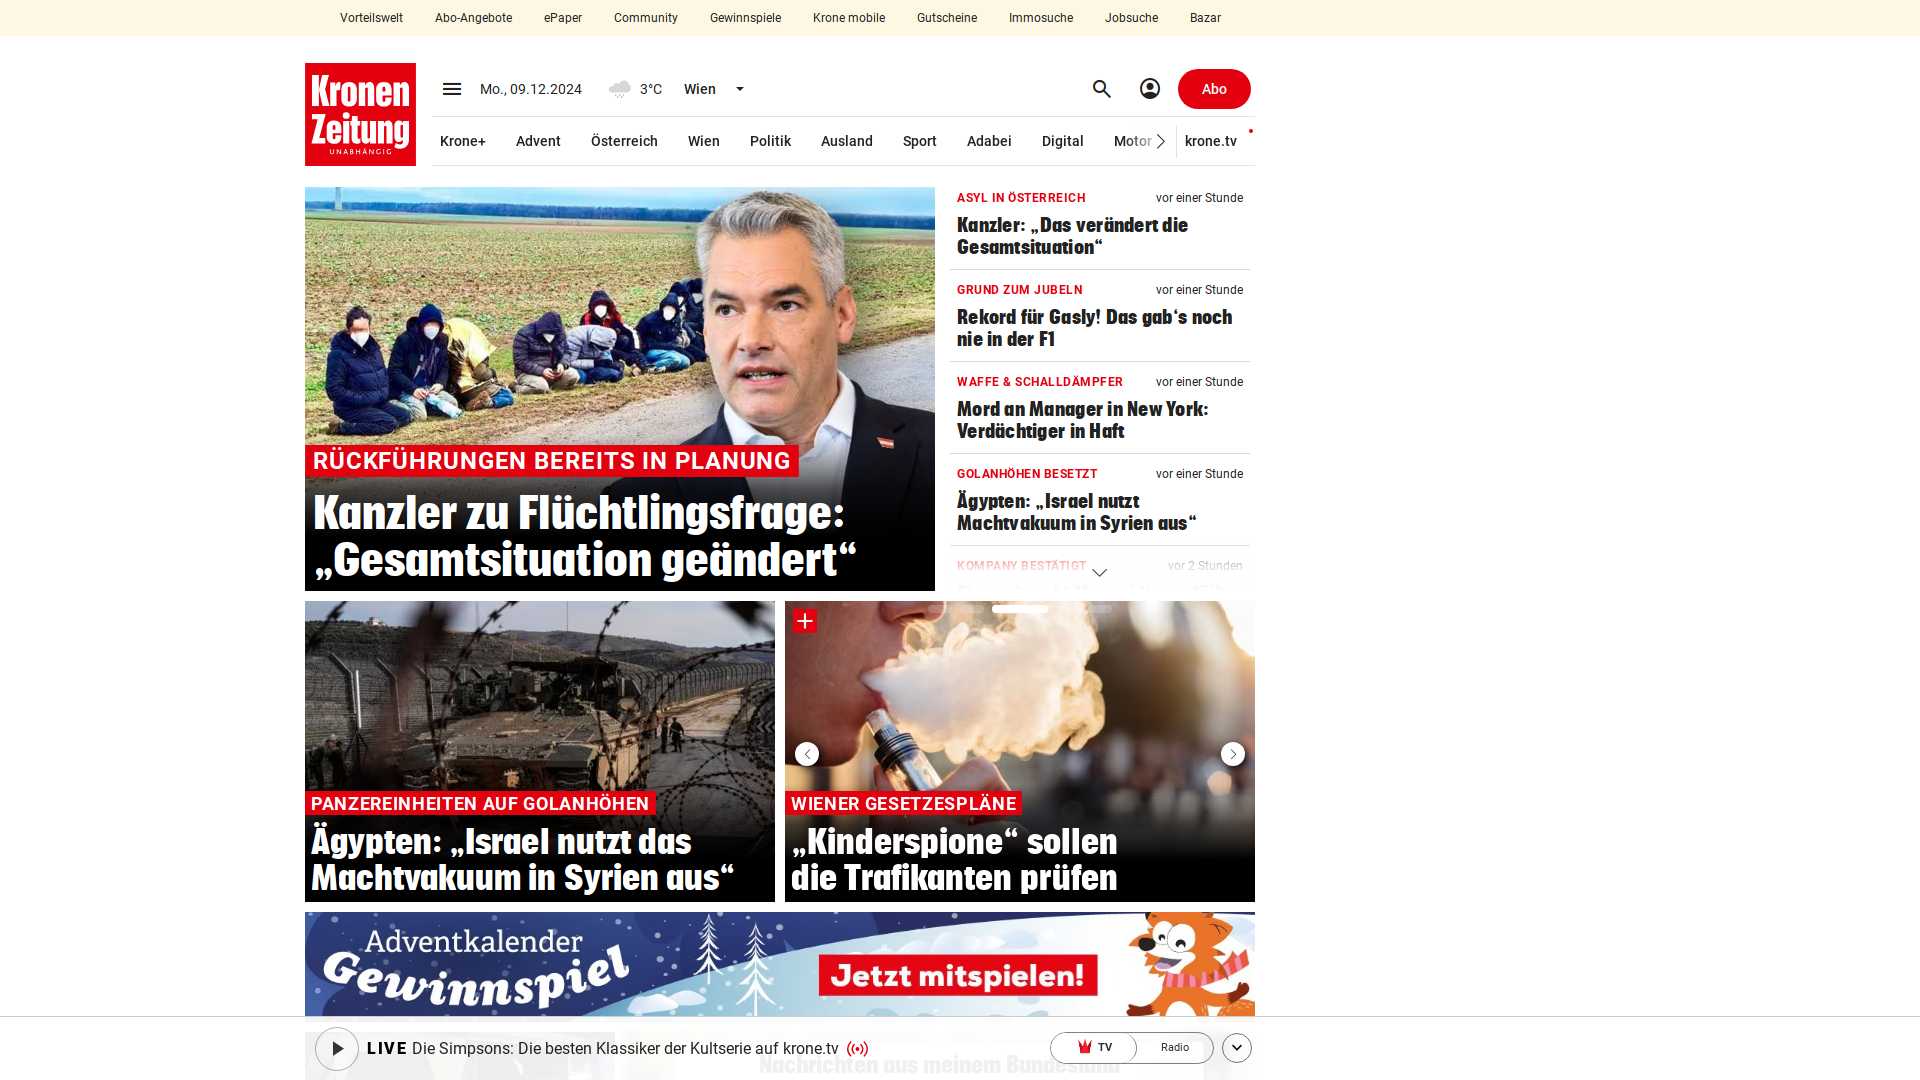 Vorteilswelt Abo-Angebote ePaper Community Gewinnspiele Krone mobile Gutscheine Immosuche Jobsuche Bazar
Kronen
Zeitung
UNABHÄNGIG
Mo., 09.12.2024 3°C Wien Abo
Krone+ Advent Österreich Wien Politik Ausland Sport Adabei Digital Motor krone.tv
RÜCKFÜHRUNGEN BEREITS IN PLANUNG
Kanzler zu Flüchtlingsfrage:
„Gesamtsituation geändert“
ASYL IN ÖSTERREICH vor einer Stunde
Kanzler: „Das verändert die
Gesamtsituation“
GRUND ZUM JUBELN vor einer Stunde
Rekord für Gasly! Das gab‘s noch
nie in der F1
WAFFE & SCHALLDÄMPFER vor einer Stunde
Mord an Manager in New York:
Verdächtiger in Haft
GOLANHÖHEN BESETZT vor einer Stunde
Ägypten: „Israel nutzt
Machtvakuum in Syrien aus“
KOMPANY BESTÄTIGT vor 2 Stunden
PANZEREINHEITEN AUF GOLANHÖHEN
Ägypten: „Israel nutzt das
Machtvakuum in Syrien aus“
WIENER GESETZESPLÄNE
„Kinderspione“ sollen
die Trafikanten prüfen
Adventkalender
Gewinnspiel
Jetzt mitspielen!
LIVE Die Simpsons: Die besten Klassiker der Kultserie auf krone.tv TV Radio
Nachrichten aus meinem Bundesland